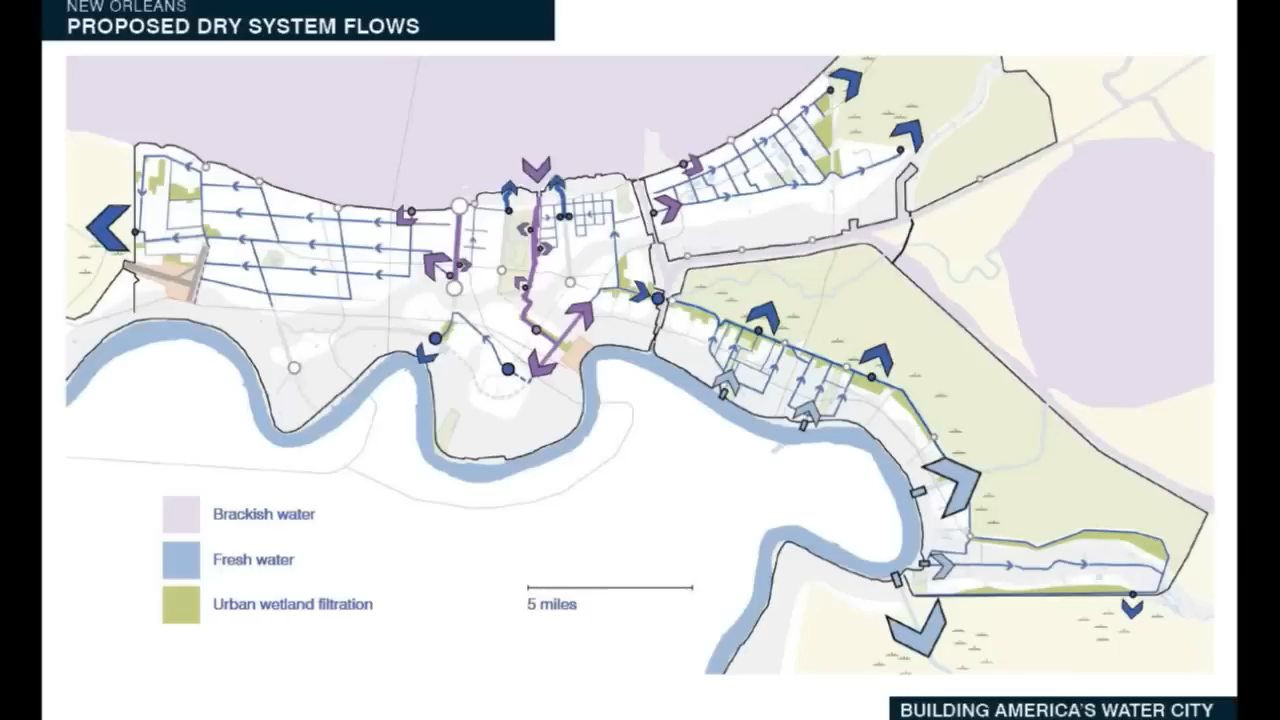 NEW ORLEANS
PROPOSED DRY SYSTEM FLOWS
Brackish water
Fresh water
Urban wetland filtration
5 miles
BUILDING AMERICA'S WATER CITY